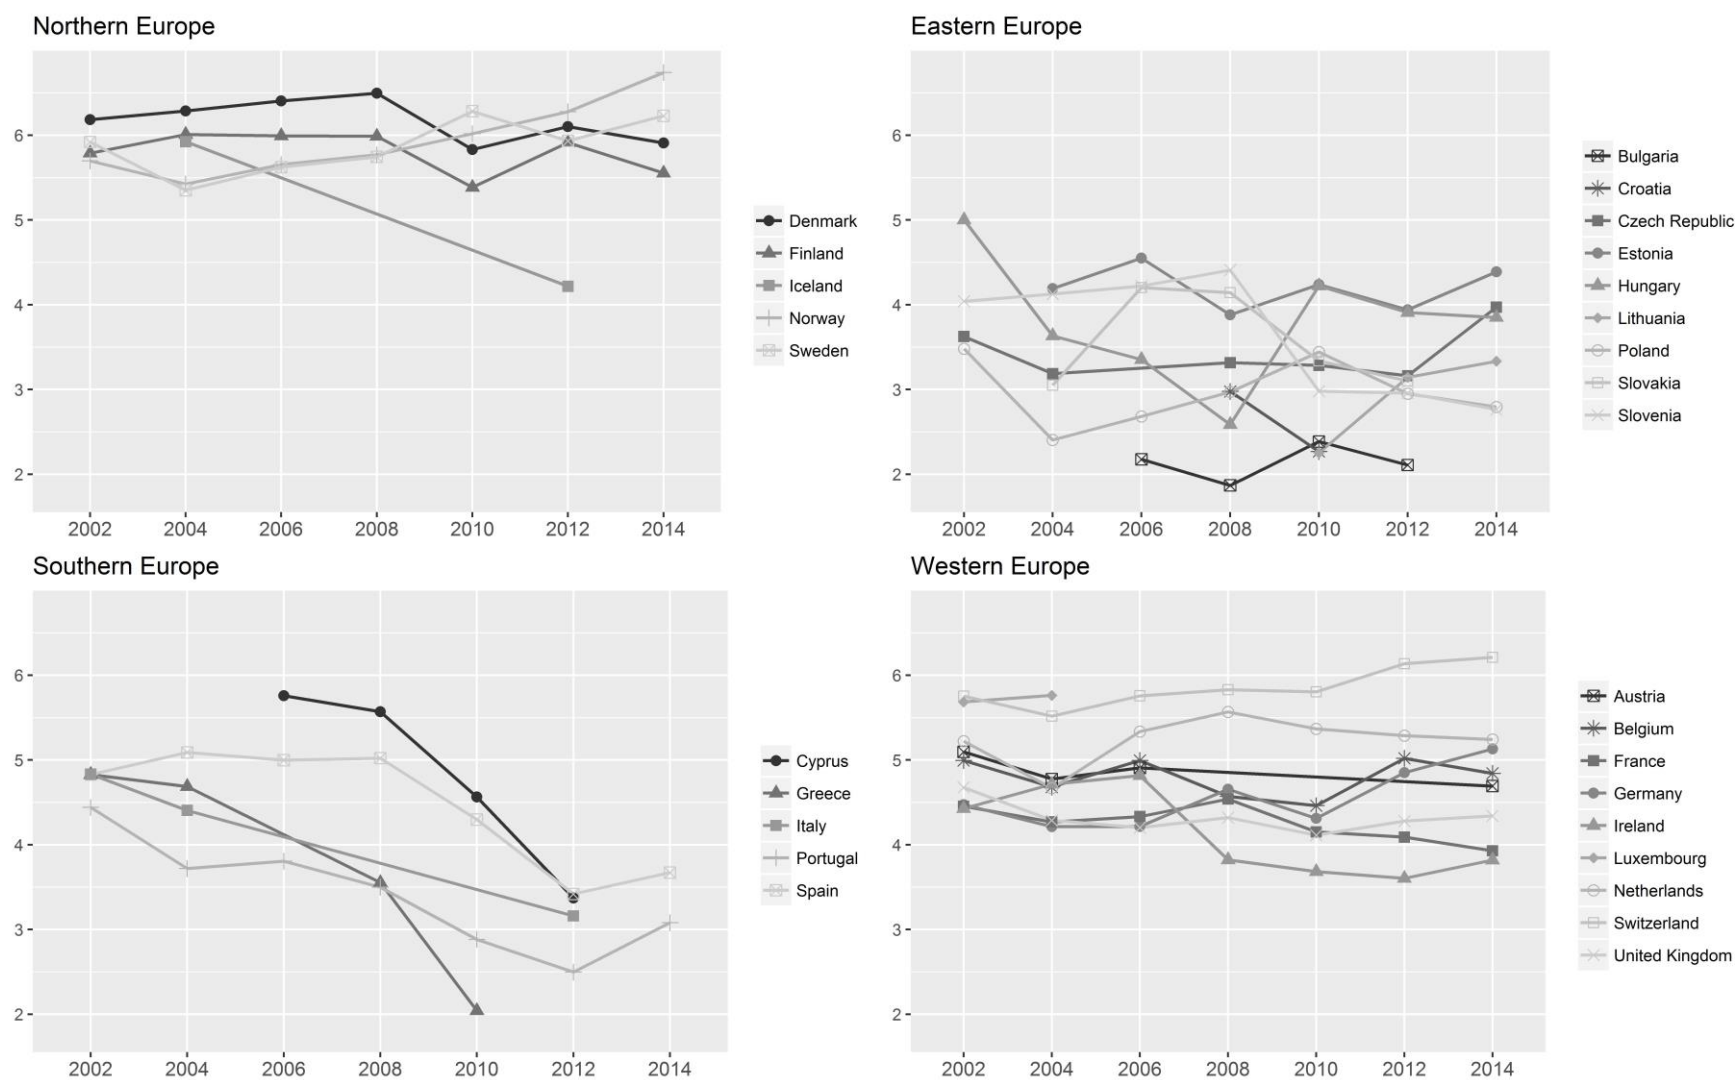 Northern Europe
6
5
4
3
2
2002 2004 2006 2008 2010 2012 2014
Denmark
Finland
Iceland
Norway
Sweden
Eastern Europe
6
5
4
3
2
2002 2004 2006 2008 2010 2012 2014
Bulgaria
Croatia
Czech Republic
Estonia
Hungary
Lithuania
Poland
Slovakia
Slovenia
Southern Europe
6
5
4
3
2
2002 2004 2006 2008 2010 2012 2014
Cyprus
Greece
Italy
Portugal
Spain
Western Europe
6
5
4
3
2
2002 2004 2006 2008 2010 2012 2014
Austria
Belgium
France
Germany
Ireland
Luxembourg
Netherlands
Switzerland
United Kingdom